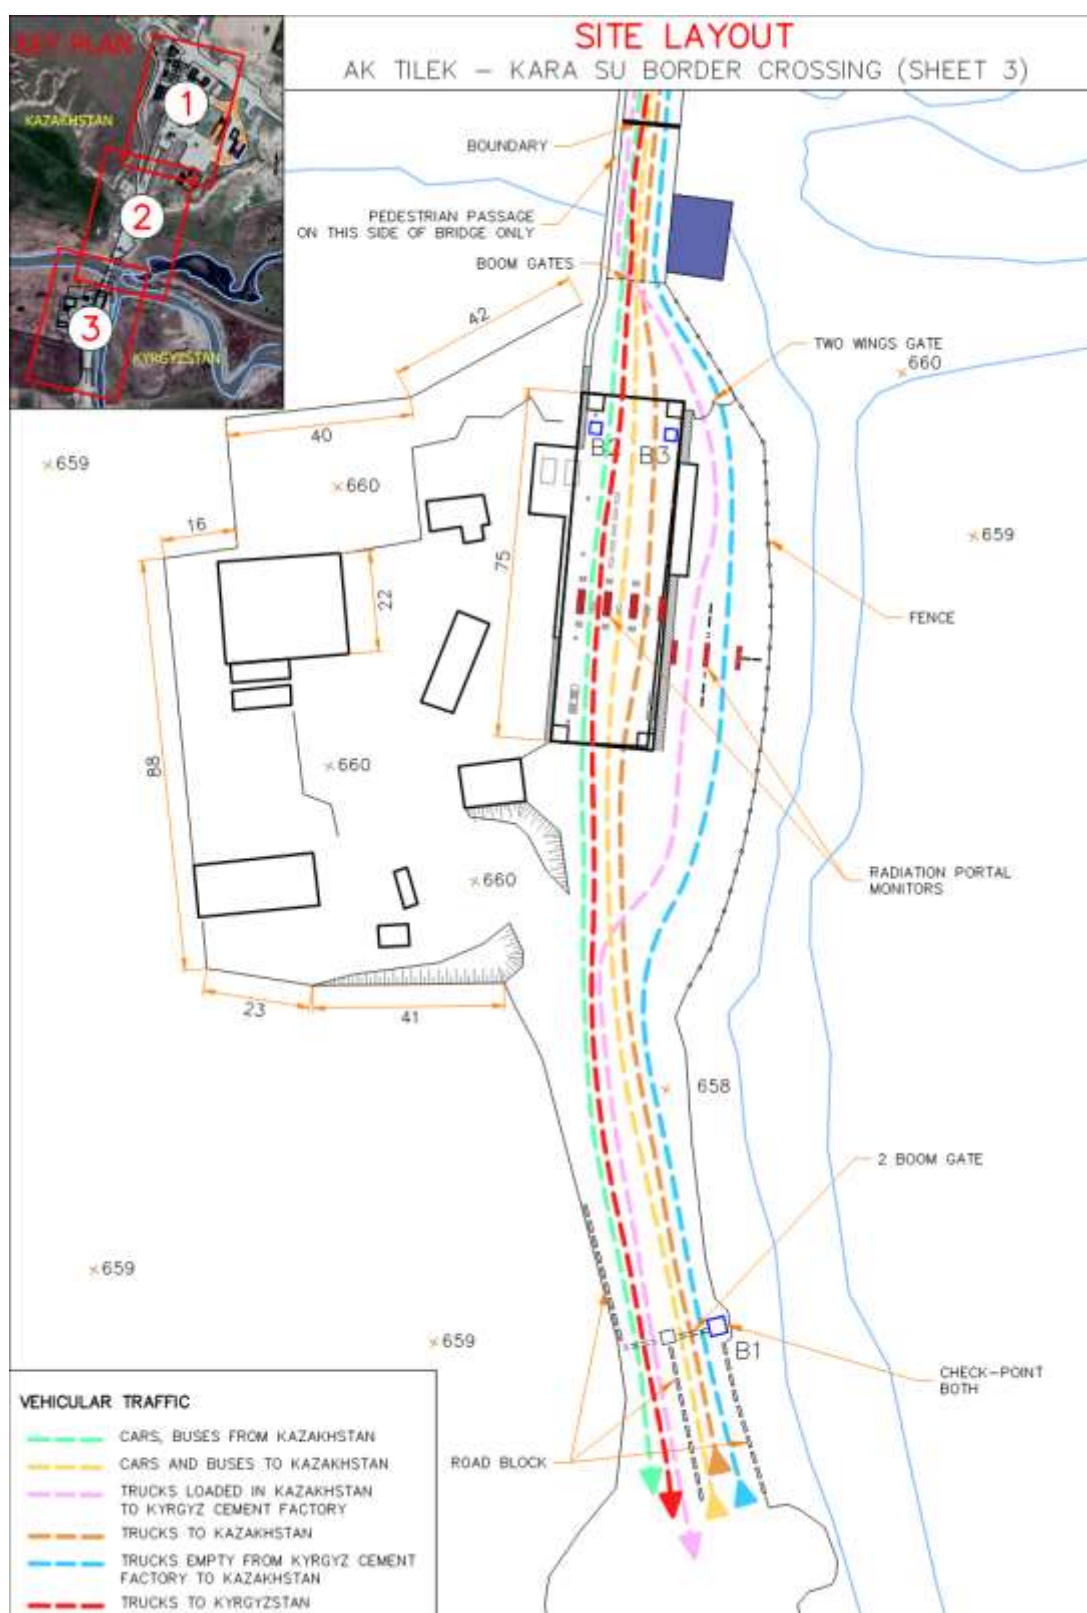 KEY PLAN
KAZAKHSTAN
1
2
3
KYRGYZSTAN
SITE LAYOUT
AK TILEK – KARA SU BORDER CROSSING (SHEET 3)
BOUNDARY
PEDESTRIAN PASSAGE
ON THIS SIDE OF BRIDGE ONLY
BOOM GATES
42
TWO WINGS GATE
660
40
B2
B3
659
660
16
75
659
22
FENCE
88
660
RADIATION PORTAL
MONITORS
660
23
41
658
2 BOOM GATE
659
659
B1
CHECK-POINT
BOTH
ROAD BLOCK
VEHICULAR TRAFFIC
CARS, BUSES FROM KAZAKHSTAN
CARS AND BUSES TO KAZAKHSTAN
TRUCKS LOADED IN KAZAKHSTAN
TO KYRGYZ CEMENT FACTORY
TRUCKS TO KAZAKHSTAN
TRUCKS EMPTY FROM KYRGYZ CEMENT
FACTORY TO KAZAKHSTAN
TRUCKS TO KYRGYZSTAN